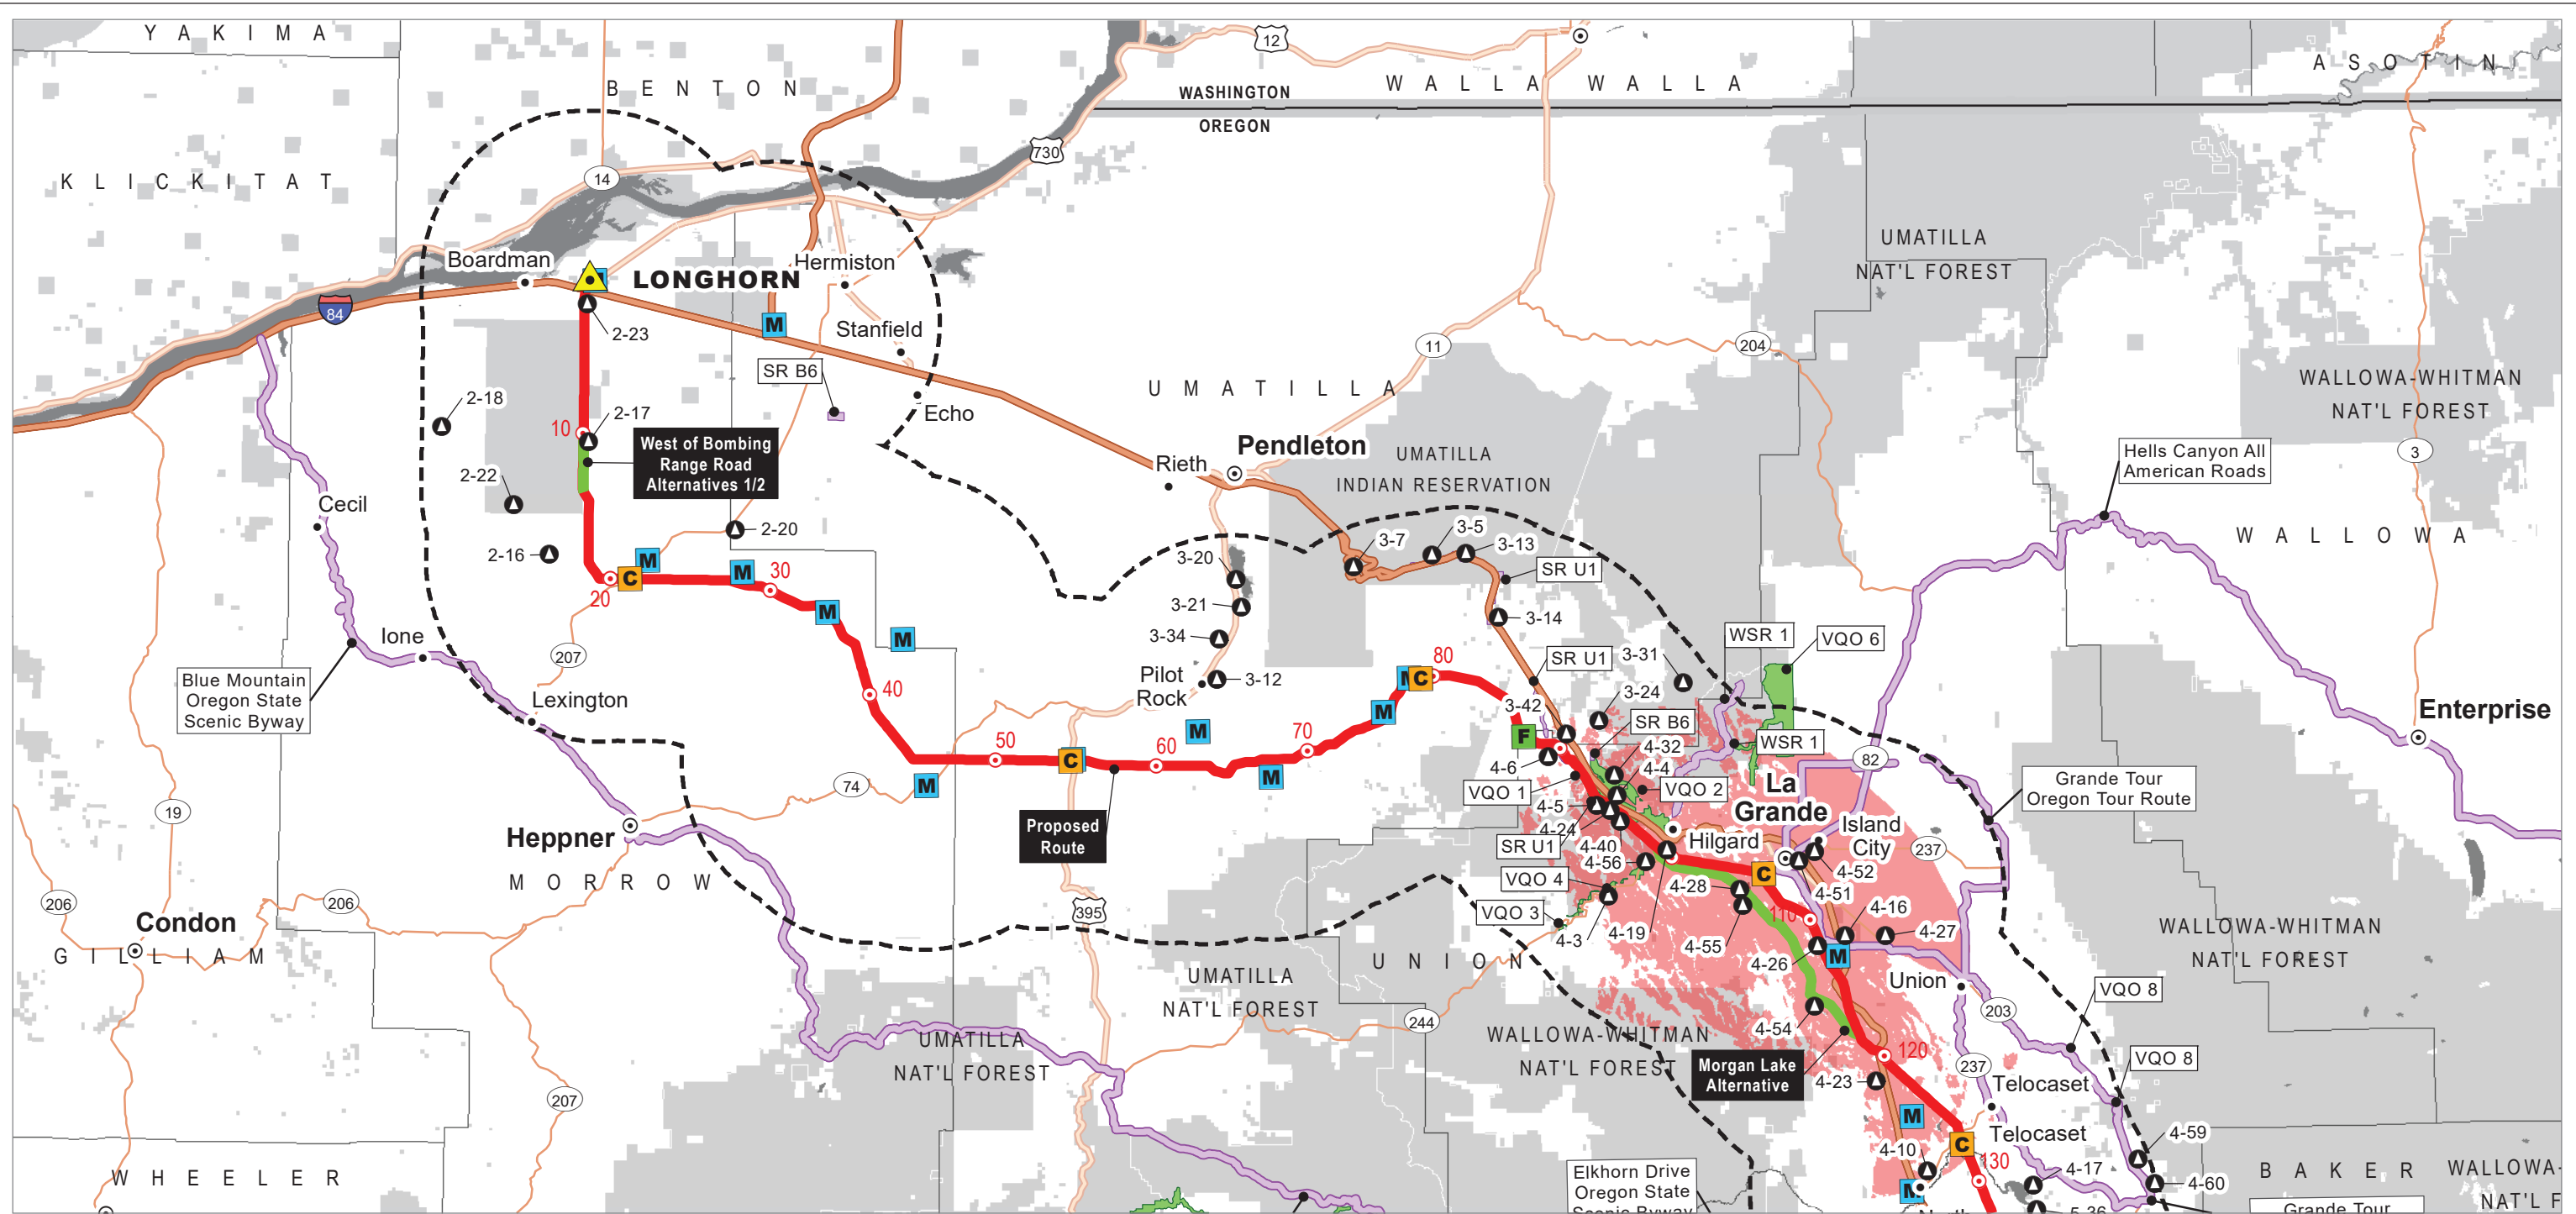 YAKIMA
BENTON
KLICKITAT
12
WASHINGTON
OREGON
WALLA WALLA
ASOTIN
730
14
84
Boardman
LONGHORN
Hermiston
Stanfield
Echo
M
SR B6
2-23
2-18
2-17
10
West of Bombing
Range Road
Alternatives 1/2
2-22
2-20
2-16
M
C
20
M
30
M
M
40
Cecil
Ione
Lexington
207
Blue Mountain
Oregon State
Scenic Byway
Heppner
MORROW
74
M
19
206
206
Condon
GILLIAM
WHEELER
207
UMATILLA
11
204
Rieth
Pendleton
UMATILLA
INDIAN RESERVATION
UMATILLA
NAT'L FOREST
WALLOWA-WHITMAN
NAT'L FOREST
3
Hells Canyon All
American Roads
WALLOWA
Enterprise
3-7
3-5
3-13
SR U1
3-14
3-20
3-21
3-34
3-12
Pilot
Rock
M
50
C
60
M
70
M
M
C
80
Proposed
Route
395
SR U1
3-31
WSR 1
VQO 6
3-42
3-24
F
SR B6
WSR 1
4-32
4-6
4-4
VQO 1
VQO 2
4-5
4-24
SR U1
4-40
4-56
VQO 4
VQO 3
4-3
4-19
Hilgard
La
Grande
Island
City
82
237
Grande Tour
Oregon Tour Route
4-28
C
4-52
4-51
4-55
110
4-16
4-27
4-26
M
Union
203
VQO 8
VQO 8
237
4-54
Morgan Lake
Alternative
120
4-23
Telocaset
Telocaset
M
C
130
4-10
M
4-17
4-59
4-60
UNION
244
UMATILLA
NAT'L FOREST
UMATILLA
NAT'L FOREST
WALLOWA-WHITMAN
NAT'L FOREST
WALLOWA-WHITMAN
NAT'L FOREST
Elkhorn Drive
Oregon State
Scenic Byway
BAKER
WALLOWA-
NAT'L F
5-36
Grande Tour